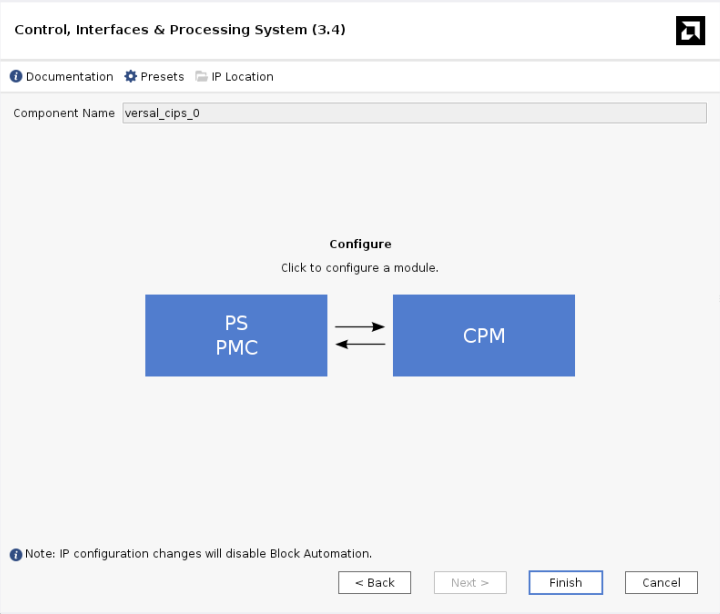 Control, Interfaces & Processing System (3.4)
Documentation Presets IP Location
Component Name versal_cips_0
Configure
Click to configure a module.
PS
PMC
CPM
Note: IP configuration changes will disable Block Automation.
< Back Next > Finish Cancel